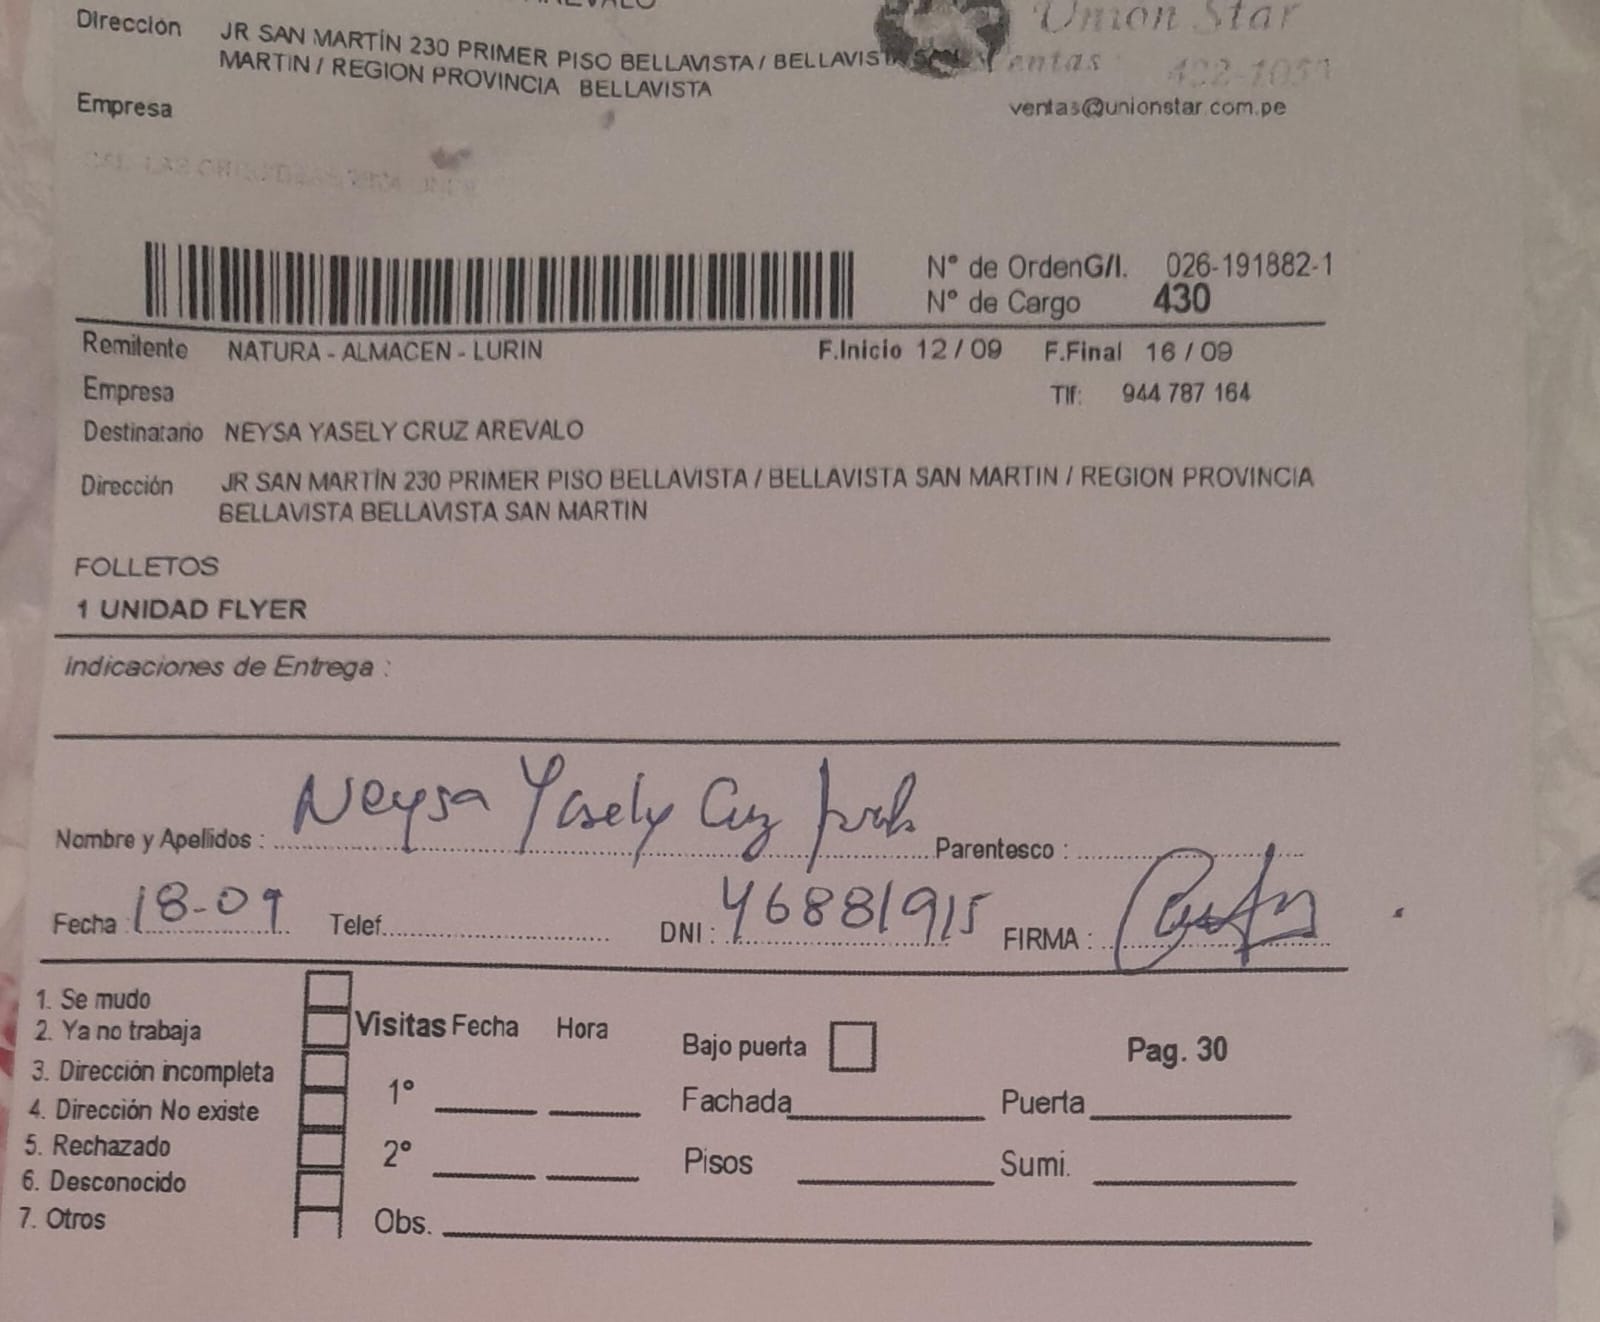 Dirección JR SAN MARTÍN 230 PRIMER PISO BELLAVISTA / BELLAVISTA SAN
MARTIN / REGION PROVINCIA BELLAVISTA
Union Star
Ventas 422-1051
ventas@unionstar.com.pe
Empresa
N° de OrdenG/I. 026-191882-1
N° de Cargo 430
Remitente NATURA - ALMACEN - LURIN F.Inicio 12 / 09 F.Final 16 / 09
Empresa Tlf: 944 787 164
Destinatario NEYSA YASELY CRUZ AREVALO
Dirección JR SAN MARTÍN 230 PRIMER PISO BELLAVISTA / BELLAVISTA SAN MARTIN / REGION PROVINCIA
BELLAVISTA BELLAVISTA SAN MARTIN
FOLLETOS
1 UNIDAD FLYER
Indicaciones de Entrega :
Nombre y Apellidos : Neysa Yasely Cruz Parentesco :
Fecha : 18-09 Telef. DNI : 46881915 FIRMA :
1. Se mudo
2. Ya no trabaja
3. Dirección incompleta
4. Dirección No existe
5. Rechazado
6. Desconocido
7. Otros
Visitas Fecha Hora
1°
2°
Obs.
Bajo puerta
Pag. 30
Fachada Puerta
Pisos Sumi.